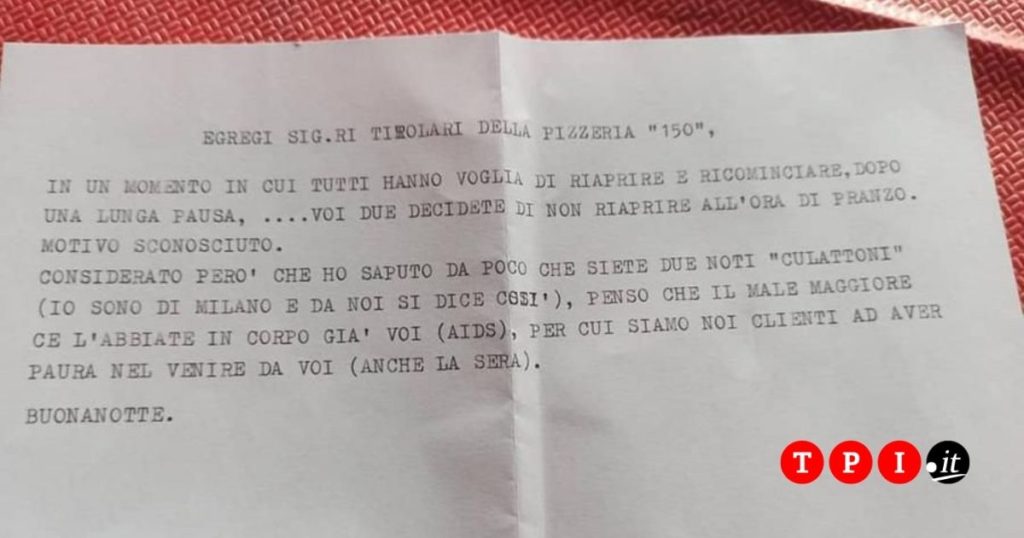 EGREGI SIG.RI TITOLARI DELLA PIZZERIA "150",
IN UN MOMENTO IN CUI TUTTI HANNO VOGLIA DI RIAPRIRE E RICOMINCIARE,DOPO
UNA LUNGA PAUSA, ....VOI DUE DECIDETE DI NON RIAPRIRE ALL'ORA DI PRANZO.
MOTIVO SCONOSCIUTO.
CONSIDERATO PERO' CHE HO SAPUTO DA POCO CHE SIETE DUE NOTI "CULATTONI"
(IO SONO DI MILANO E DA NOI SI DICE COSI'), PENSO CHE IL MALE MAGGIORE
CE L'ABBIATE IN CORPO GIA' VOI (AIDS), PER CUI SIAMO NOI CLIENTI AD AVER
PAURA NEL VENIRE DA VOI (ANCHE LA SERA).
BUONANOTTE.
TPI.it